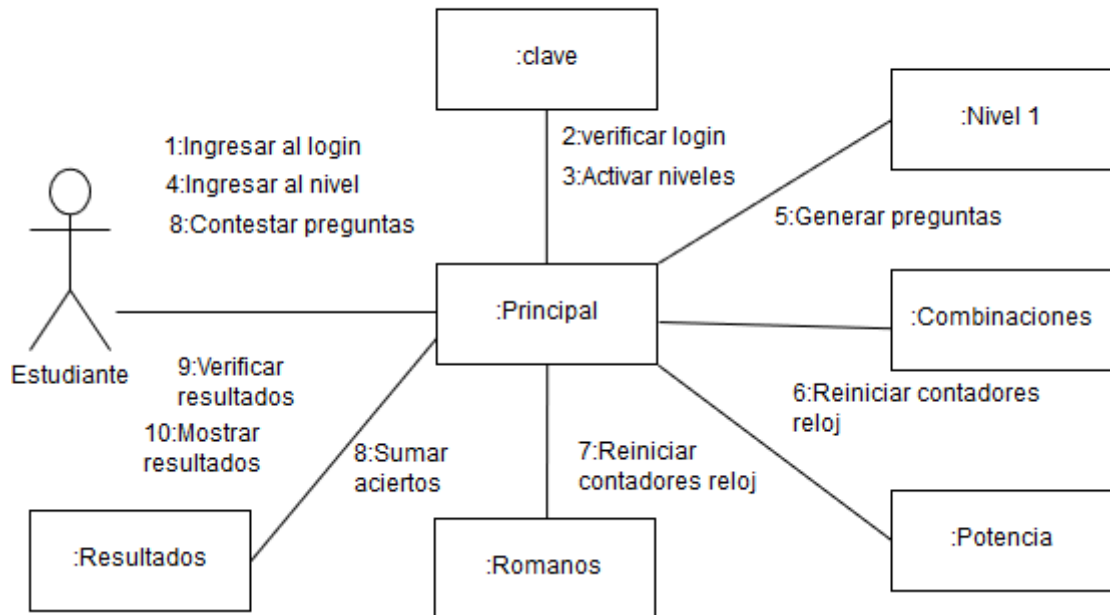 :clave
:Nivel 1
1:Ingresar al login
4:Ingresar al nivel
8:Contestar preguntas
2:verificar login
3:Activar niveles
5:Generar preguntas
:Principal
:Combinaciones
Estudiante
9:Verificar
resultados
10:Mostrar
resultados
8:Sumar
aciertos
7:Reiniciar
contadores reloj
6:Reiniciar contadores
reloj
:Resultados
:Romanos
:Potencia